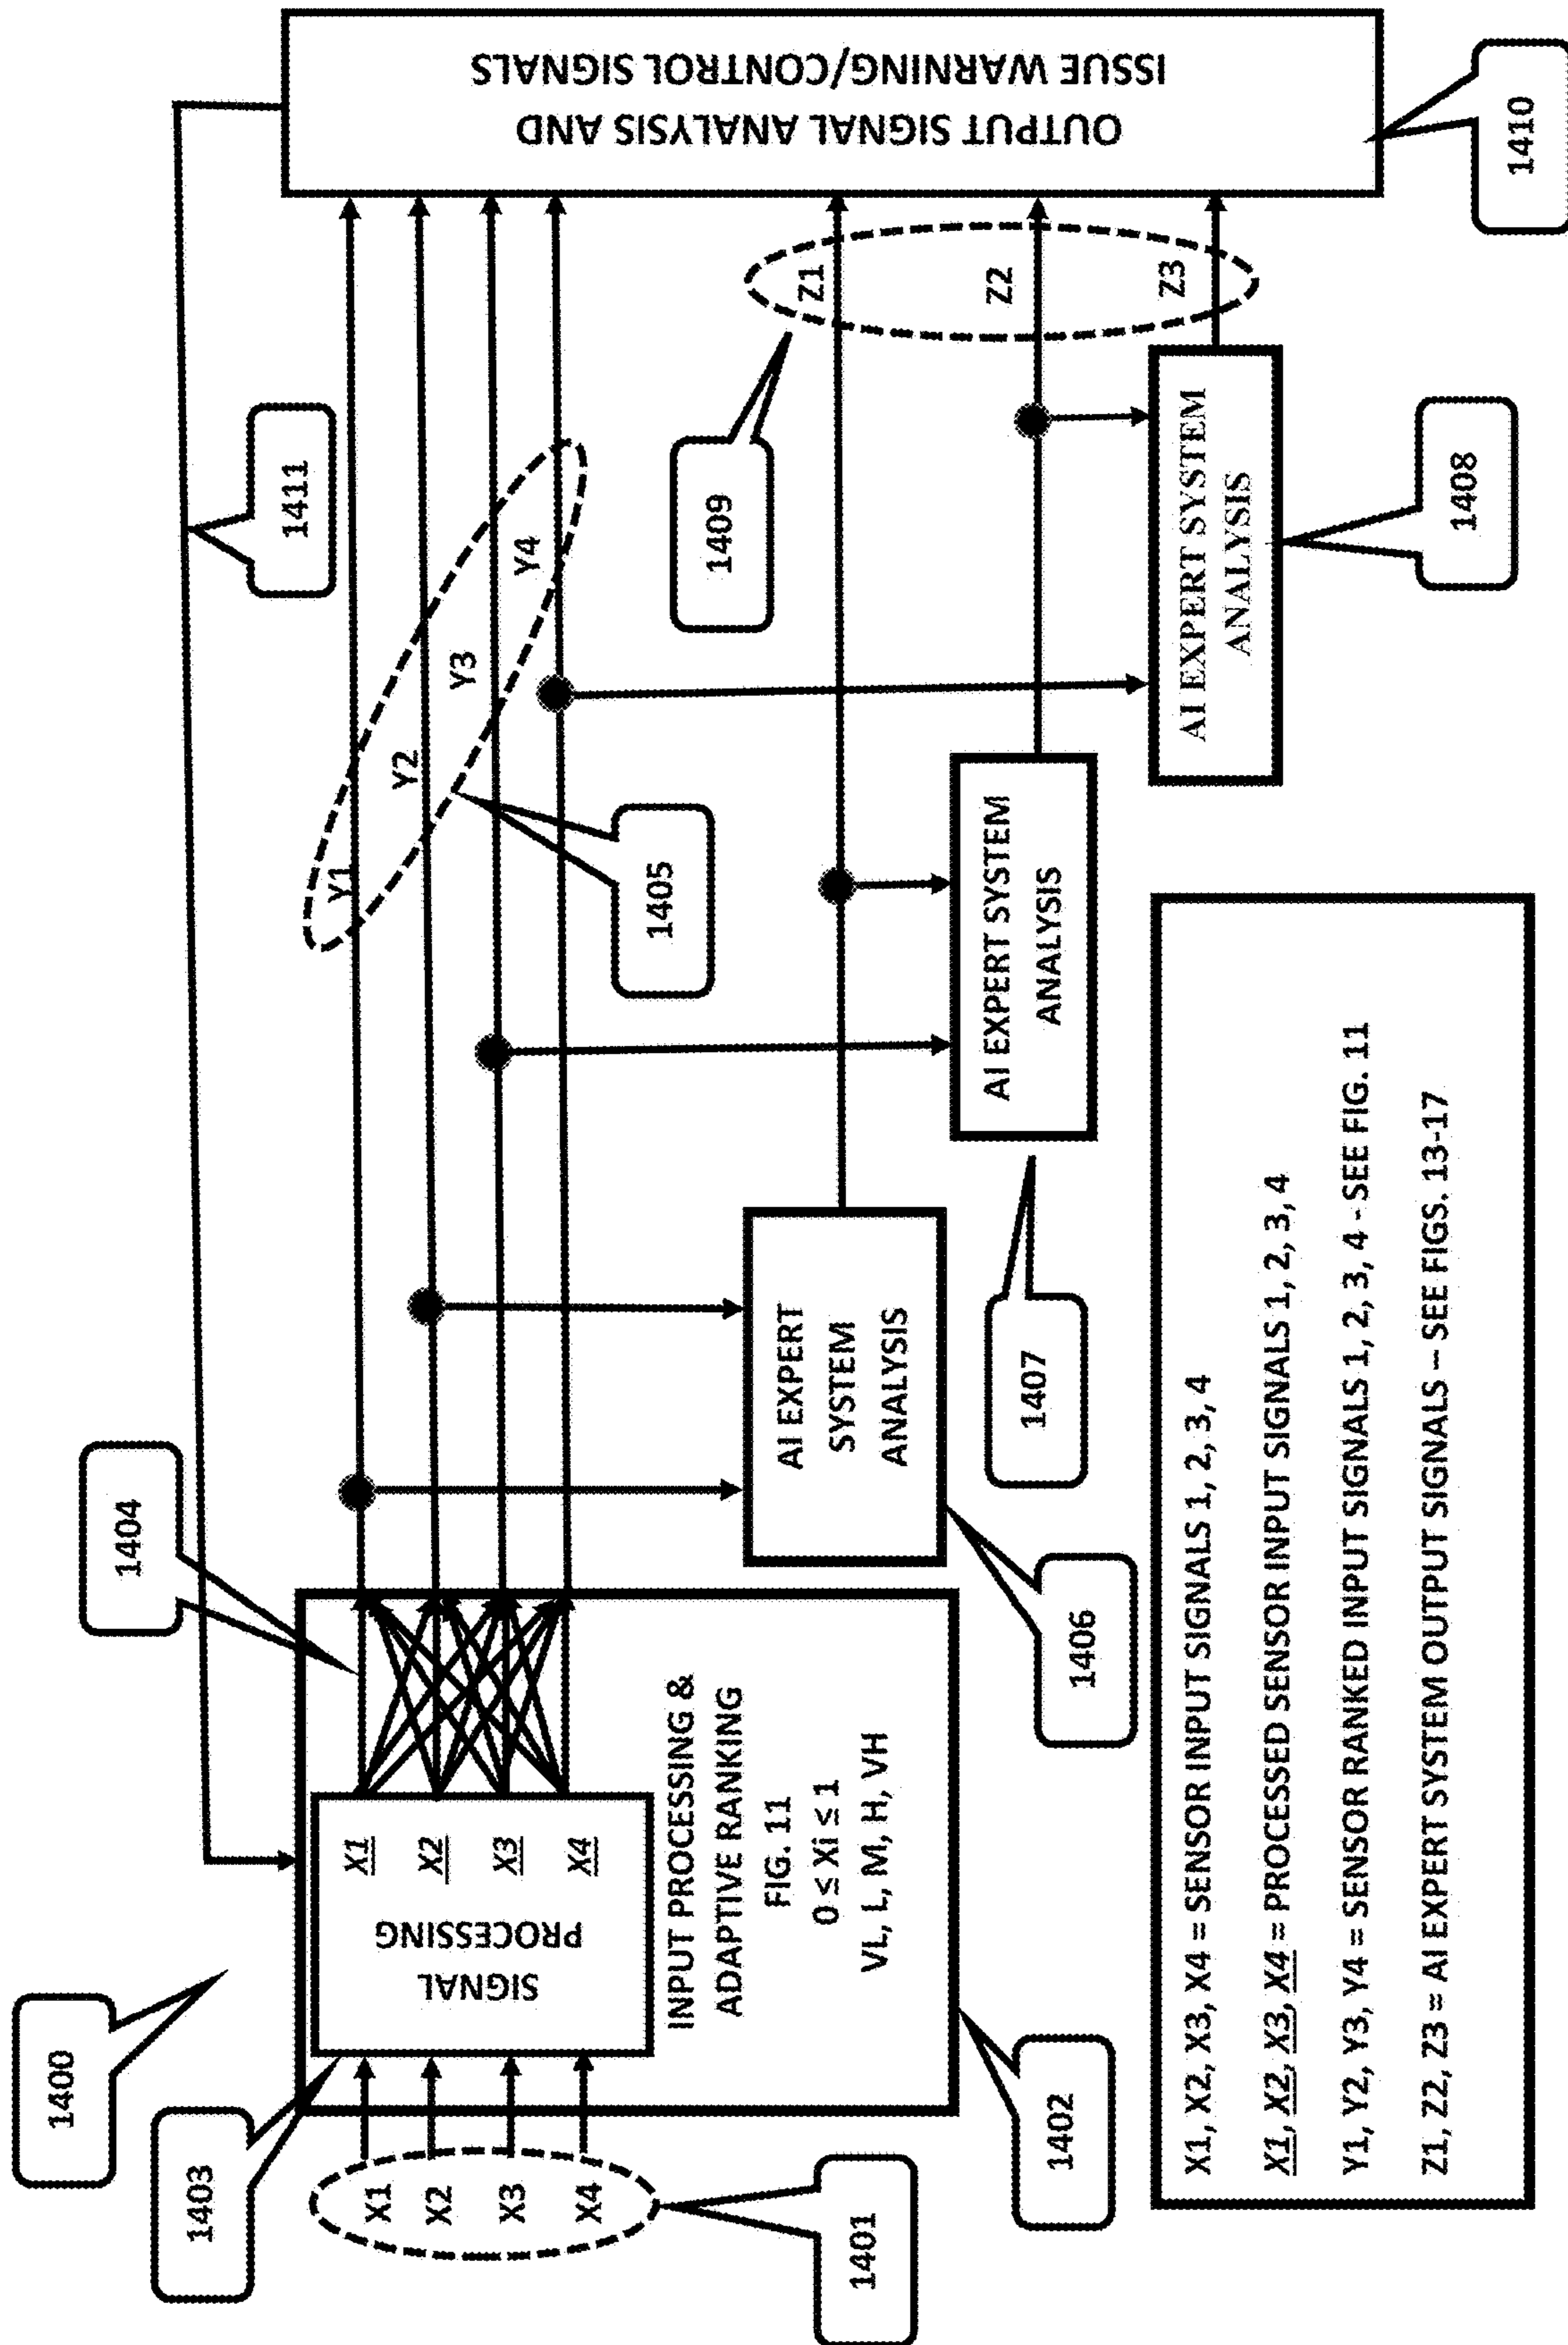 1400
1403
X1
X2
X3
X4
1401
1402
SIGNAL
PROCESSING
X1
X2
X3
X4
INPUT PROCESSING &
ADAPTIVE RANKING
FIG. 11
0 ≤ Xi ≤ 1
VL, L, M, H, VH
1404
AI EXPERT
SYSTEM
ANALYSIS
1406
AI EXPERT SYSTEM
ANALYSIS
1407
Y1
Y2
Y3
Y4
1405
1411
AI EXPERT SYSTEM
ANALYSIS
1408
1409
Z1
Z2
Z3
OUTPUT SIGNAL ANALYSIS AND
ISSUE WARNING/CONTROL SIGNALS
1410
X1, X2, X3, X4 = SENSOR INPUT SIGNALS 1, 2, 3, 4
X1, X2, X3, X4 = PROCESSED SENSOR INPUT SIGNALS 1, 2, 3, 4
Y1, Y2, Y3, Y4 = SENSOR RANKED INPUT SIGNALS 1, 2, 3, 4 - SEE FIG. 11
Z1, Z2, Z3 = AI EXPERT SYSTEM OUTPUT SIGNALS – SEE FIGS. 13-17